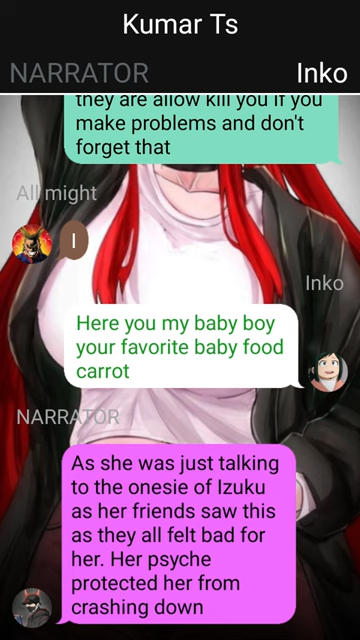 Kumar Ts
NARRATOR
Inko
they are allow kill you if you
make problems and don't
forget that
All might
I
Inko
Here you my baby boy
your favorite baby food
carrot
NARRATOR
As she was just talking
to the onesie of Izuku
as her friends saw this
as they all felt bad for
her. Her psyche
protected her from
crashing down